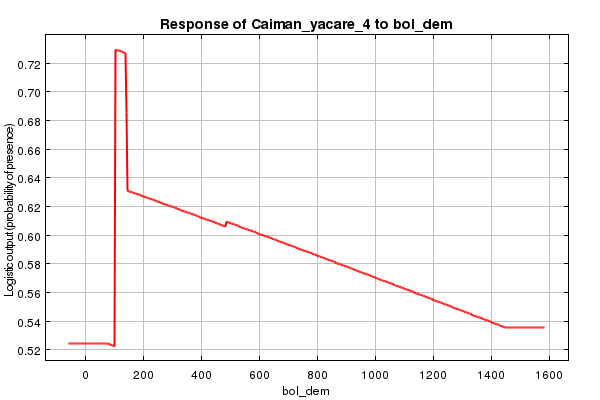 Response of Caiman_yacare_4 to bol_dem
Logistic output (probability of presence)
0.72
0.70
0.68
0.66
0.64
0.62
0.60
0.58
0.56
0.54
0.52
0 200 400 600 800 1000 1200 1400 1600
bol_dem